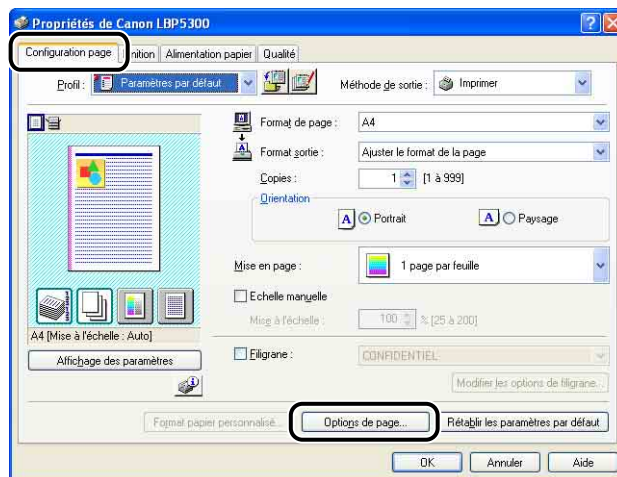 Propriétés de Canon LBP5300
Configuration page nition Alimentation papier Qualité
Profil : Paramètres par défaut Méthode de sortie : Imprimer
Format de page : A4
Format sortie : Ajuster le format de la page
Copies : 1 [1 à 999]
Orientation
A Portrait A Paysage
Mise en page : 1 page par feuille
Echelle manuelle
Mise à l'échelle : 100 % [25 à 200]
A4 [Mise à l'échelle : Auto]
Affichage des paramètres
Filigrane : CONFIDENTIEL
Modifier les options de filigrane...
Format papier personnalisé... Options de page... Rétablir les paramètres par défaut
OK Annuler Aide